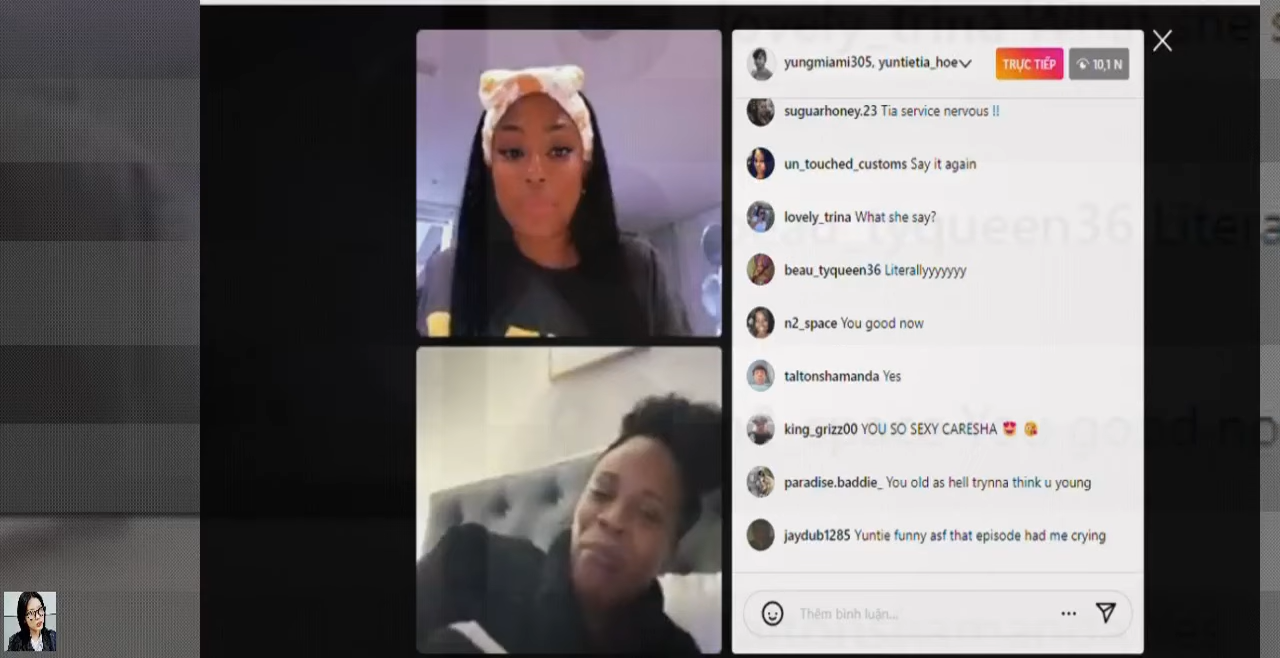 yungmiami305, yuntietia_hoe
TRỰC TIẾP
10,1 N
suguarhoney.23 Tia service nervous !!
un_touched_customs Say it again
lovely_trina What she say?
beau_tyqueen36 Literallyyyyyyy
n2_space You good now
taltonshamanda Yes
king_grizz00 YOU SO SEXY CARESHA 😍 😘
paradise.baddie_ You old as hell trynna think u young
jaydub1285 Yuntie funny asf that episode had me crying
Thêm bình luận...